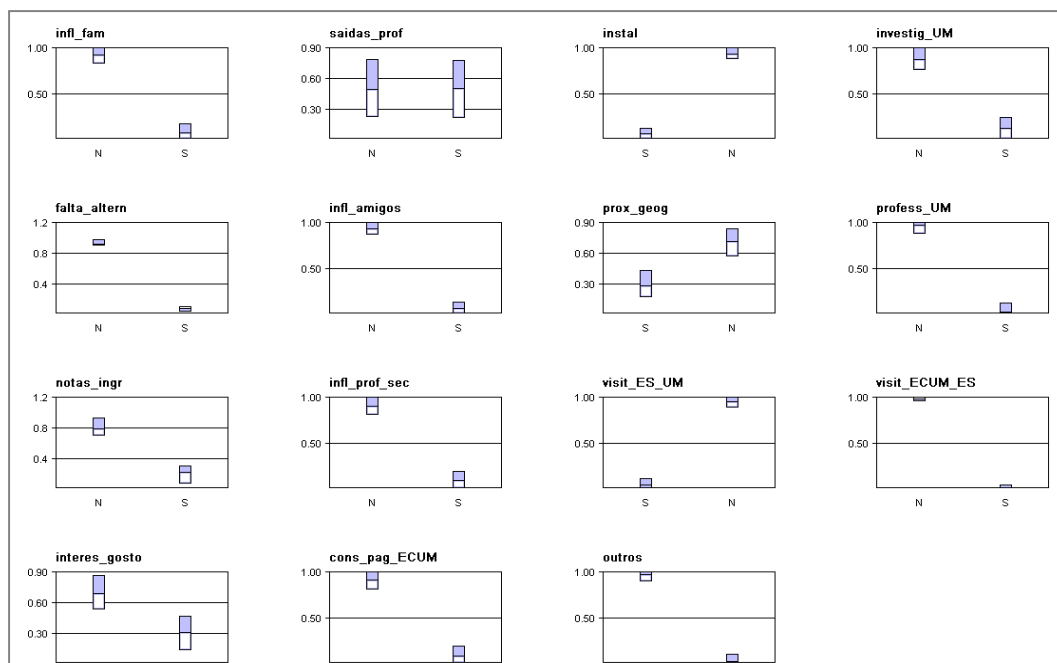 infl_fam saidas_prof instal investig_UM
1.00 0.90 1.00 1.00
0.50 0.60 0.50 0.50
0.30
N S N S S N N S
falta_altern infl_amigos prox_geog profess_UM
1.2 1.00 0.90 1.00
0.8 0.50 0.60 0.50
0.4 0.30
N S N S S N N S
notas_ingr infl_prof_sec visit_ES_UM visit_ECUM_ES
1.2 1.00 1.00 1.00
0.8 0.50 0.50 0.50
0.4
N S N S S N N S
interes_gosto cons_pag_ECUM outros
0.90 1.00 1.00
0.60 0.50 0.50
0.30